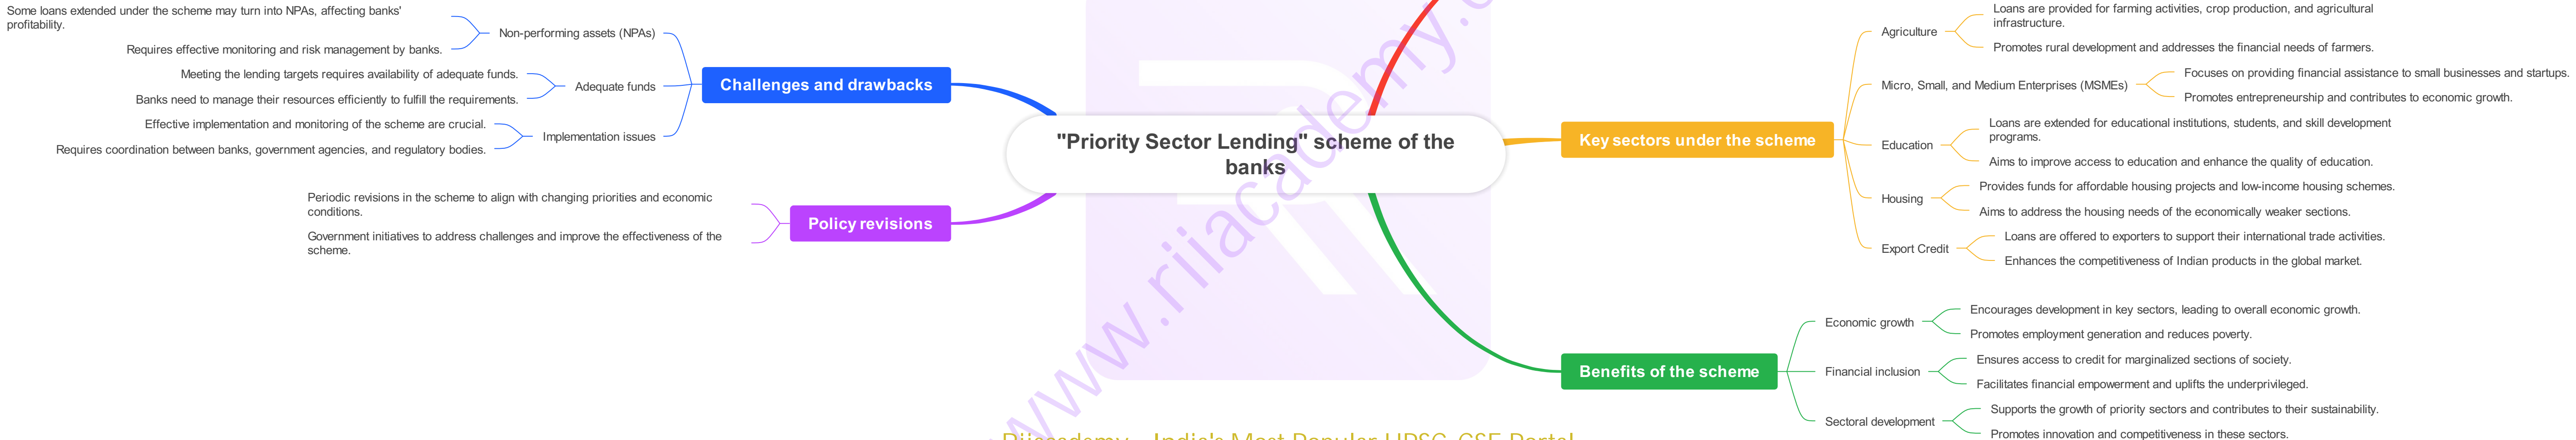 "Priority Sector Lending" scheme of the
banks
Challenges and drawbacks
Non-performing assets (NPAs)
Some loans extended under the scheme may turn into NPAs, affecting banks'
profitability.
Requires effective monitoring and risk management by banks.
Adequate funds
Meeting the lending targets requires availability of adequate funds.
Banks need to manage their resources efficiently to fulfill the requirements.
Implementation issues
Effective implementation and monitoring of the scheme are crucial.
Requires coordination between banks, government agencies, and regulatory bodies.
Policy revisions
Periodic revisions in the scheme to align with changing priorities and economic
conditions.
Government initiatives to address challenges and improve the effectiveness of the
scheme.
Key sectors under the scheme
Agriculture
Loans are provided for farming activities, crop production, and agricultural
infrastructure.
Promotes rural development and addresses the financial needs of farmers.
Micro, Small, and Medium Enterprises (MSMEs)
Focuses on providing financial assistance to small businesses and startups.
Promotes entrepreneurship and contributes to economic growth.
Education
Loans are extended for educational institutions, students, and skill development
programs.
Aims to improve access to education and enhance the quality of education.
Housing
Provides funds for affordable housing projects and low-income housing schemes.
Aims to address the housing needs of the economically weaker sections.
Export Credit
Loans are offered to exporters to support their international trade activities.
Enhances the competitiveness of Indian products in the global market.
Benefits of the scheme
Economic growth
Encourages development in key sectors, leading to overall economic growth.
Promotes employment generation and reduces poverty.
Financial inclusion
Ensures access to credit for marginalized sections of society.
Facilitates financial empowerment and uplifts the underprivileged.
Sectoral development
Supports the growth of priority sectors and contributes to their sustainability.
Promotes innovation and competitiveness in these sectors.
India's Most Popular UPSC-CSE Portal